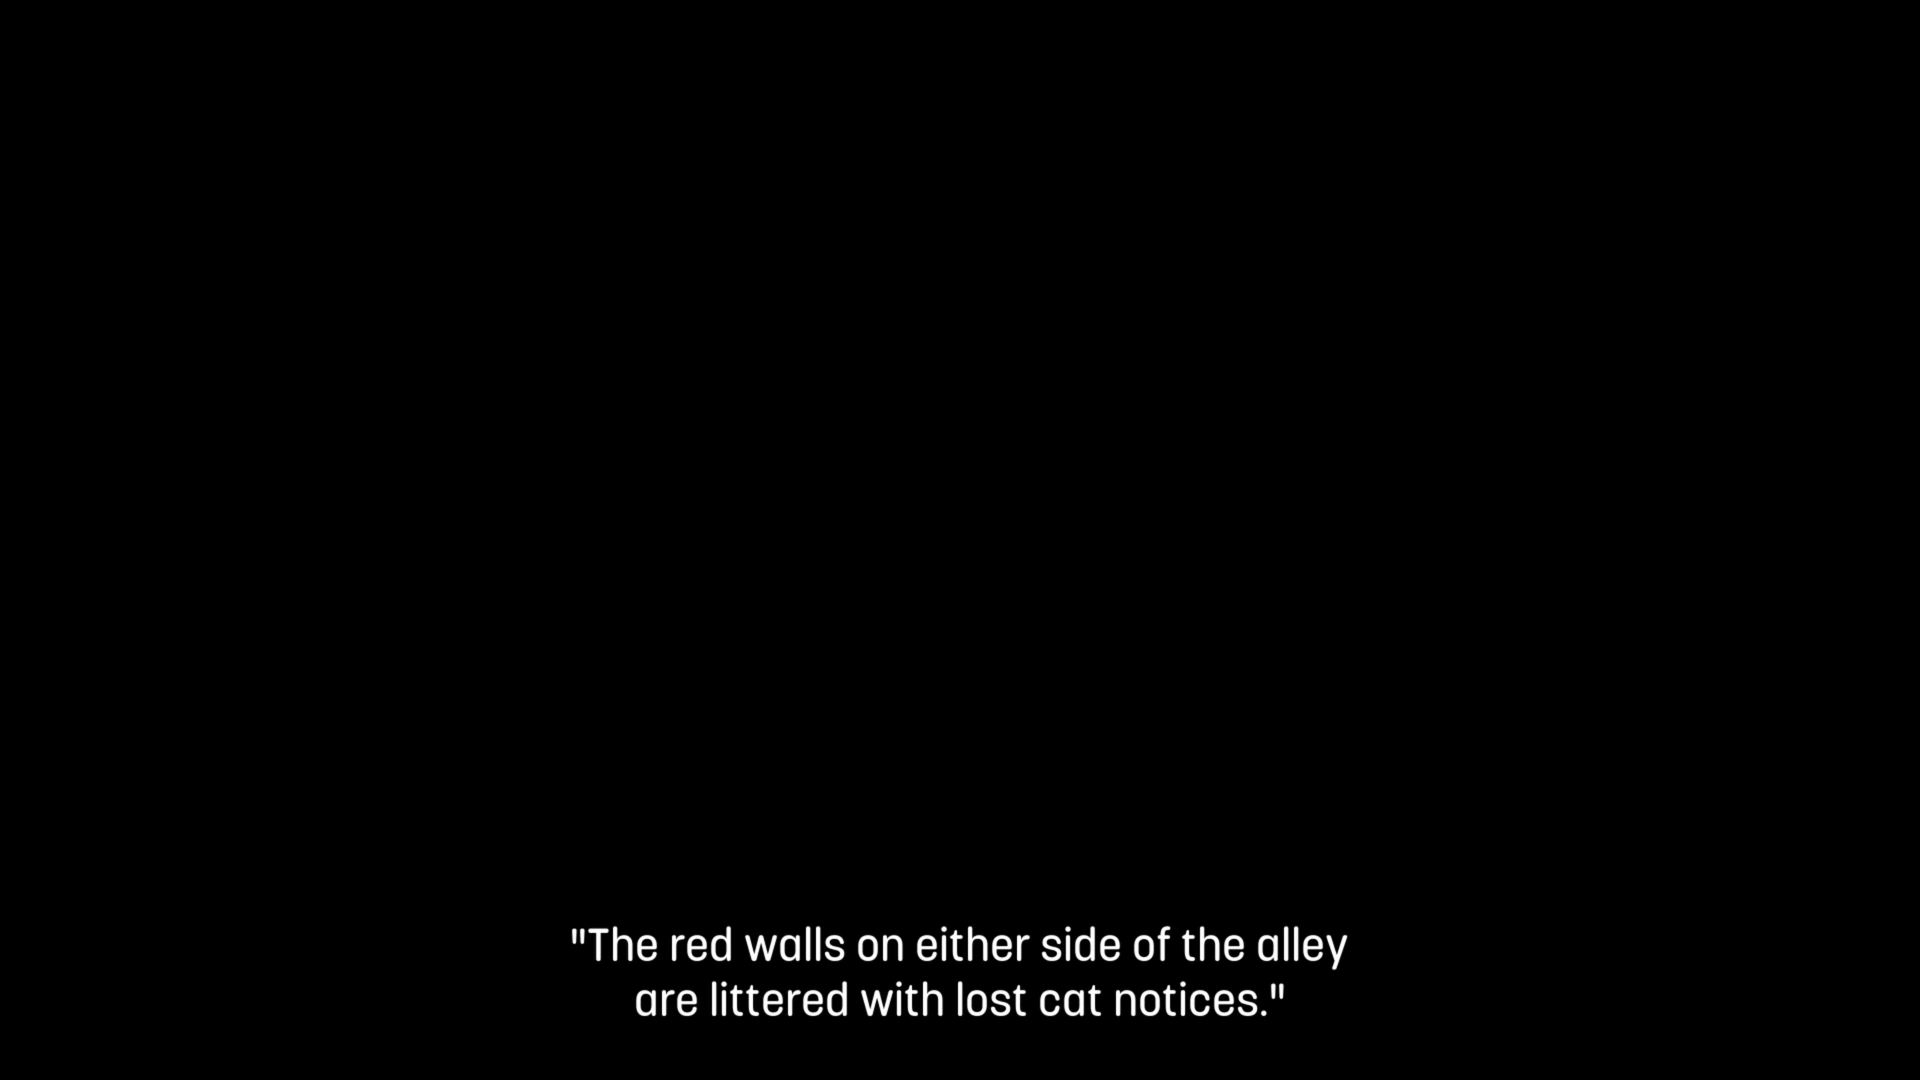 "The red walls on either side of the alley
are littered with lost cat notices."